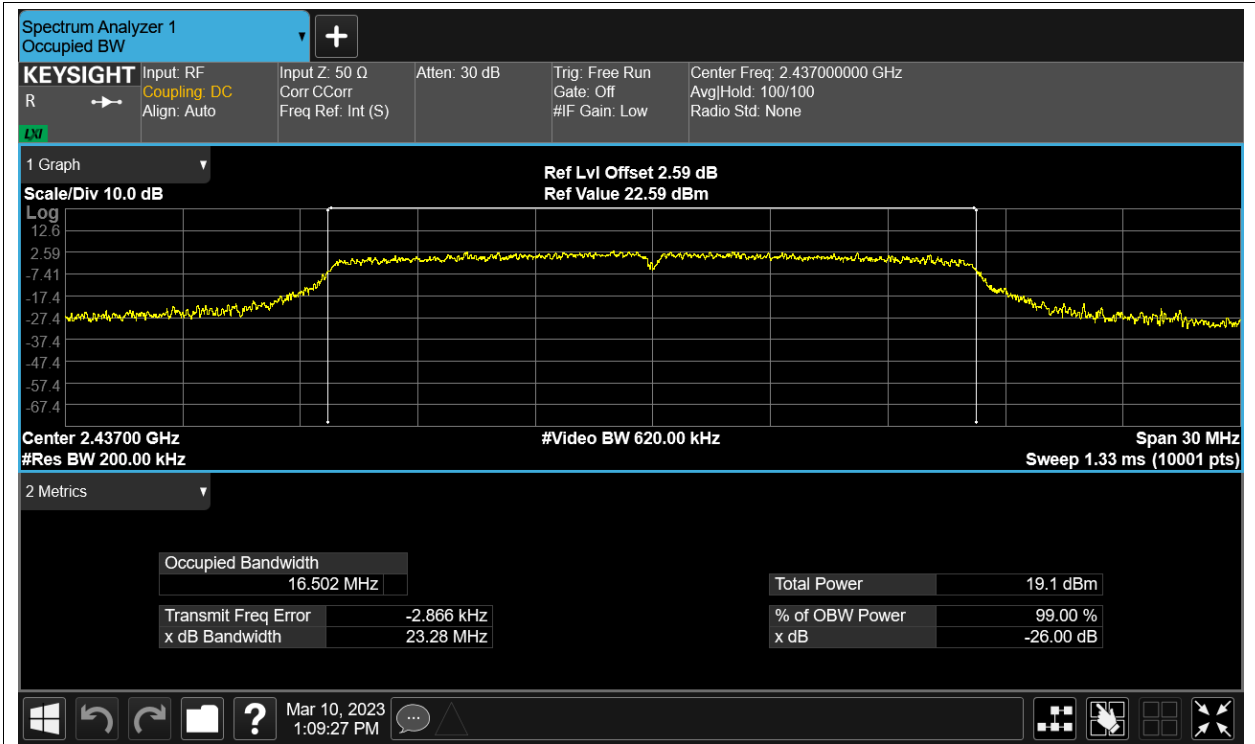 Spectrum Analyzer 1
Occupied BW
KEYSIGHT
R
LXI
Input: RF
Coupling: DC
Align: Auto
Input Z: 50 Ω
Corr CCorr
Freq Ref: Int (S)
Atten: 30 dB
Trig: Free Run
Gate: Off
#IF Gain: Low
Center Freq: 2.437000000 GHz
Avg|Hold: 100/100
Radio Std: None
1 Graph
Scale/Div 10.0 dB
Ref Lvl Offset 2.59 dB
Ref Value 22.59 dBm
Log
12.6
2.59
-7.41
-17.4
-27.4
-37.4
-47.4
-57.4
-67.4
Center 2.43700 GHz
#Res BW 200.00 kHz
#Video BW 620.00 kHz
Span 30 MHz
Sweep 1.33 ms (10001 pts)
2 Metrics
Occupied Bandwidth
16.502 MHz
Transmit Freq Error -2.866 kHz
x dB Bandwidth 23.28 MHz
Total Power 19.1 dBm
% of OBW Power 99.00 %
x dB -26.00 dB
?
Mar 10, 2023
1:09:27 PM